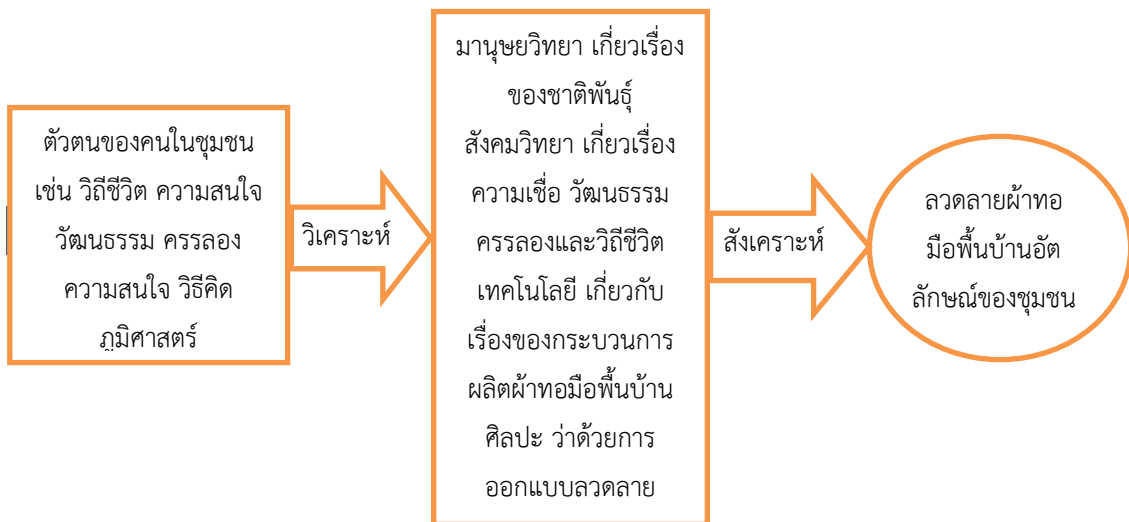 ตัวตนของคนในชุมชน
เช่น วิถีชีวิต ความสนใจ
วัฒนธรรม ครรลอง
ความสนใจ วิธีคิด
ภูมิศาสตร์
วิเคราะห์
มานุษยวิทยา เกี่ยวเรื่อง
ของชาติพันธุ์
สังคมวิทยา เกี่ยวเรื่อง
ความเชื่อ วัฒนธรรม
ครรลองและวิถีชีวิต
เทคโนโลยี เกี่ยวกับ
เรื่องของกระบวนการ
ผลิตผ้าทอมือพื้นบ้าน
ศิลปะ ว่าด้วยการ
ออกแบบลวดลาย
สังเคราะห์
ลวดลายผ้าทอ
มือพื้นบ้านอัต
ลักษณ์ของชุมชน